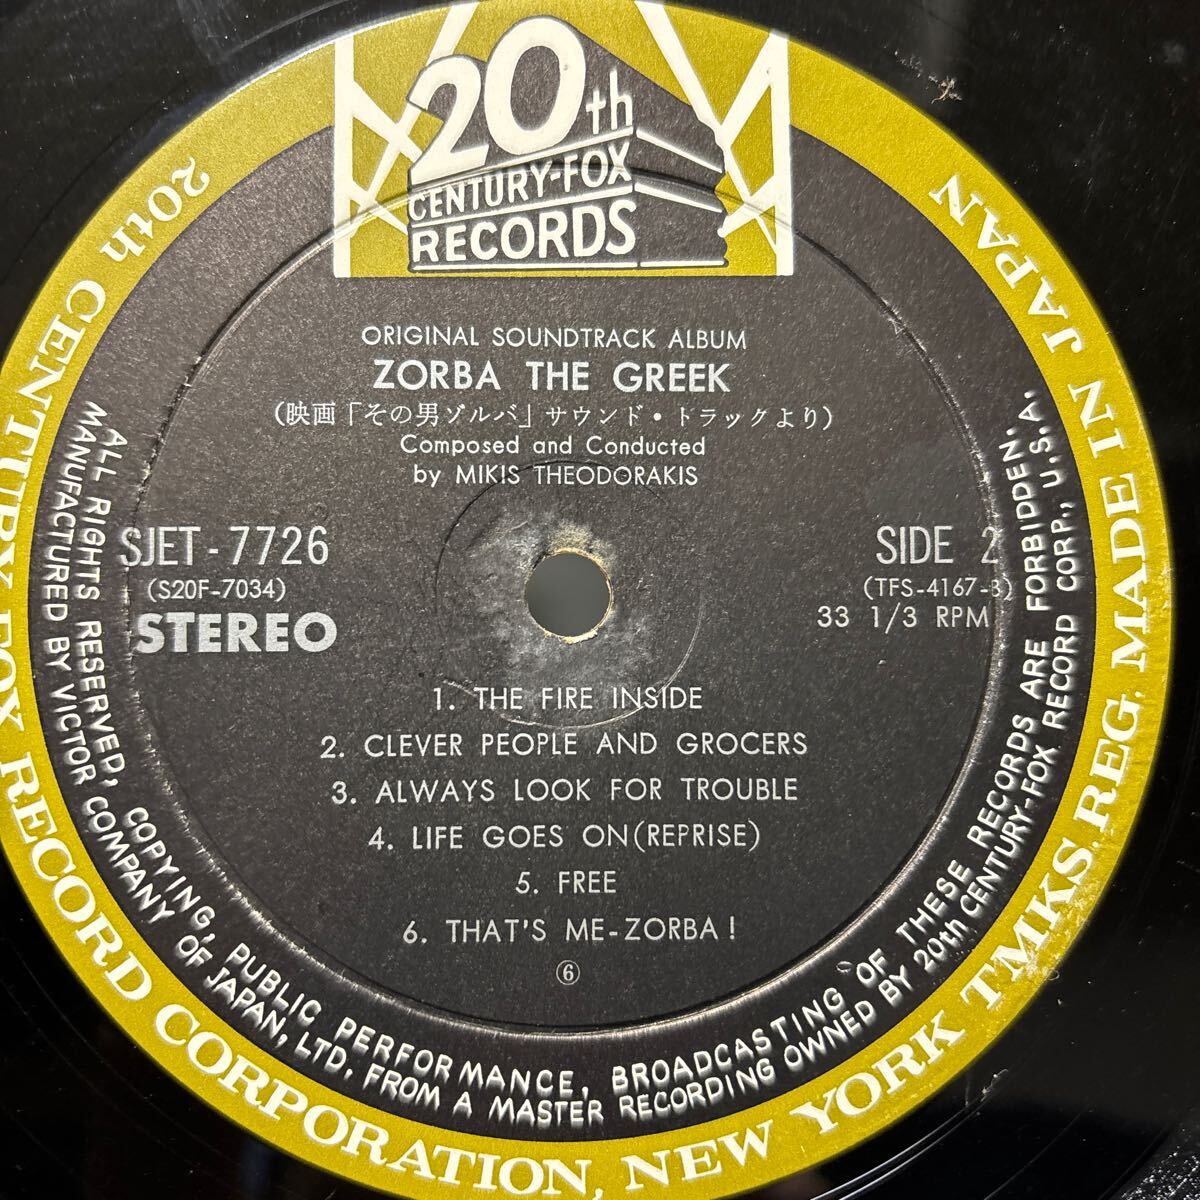 20th
CENTURY-FOX
RECORDS
ORIGINAL SOUNDTRACK ALBUM
ZORBA THE GREEK
(映画「その男ゾルバ」サウンド・トラックより)
Composed and Conducted
by MIKIS THEODORAKIS
SJET-7726
(S20F-7034)
STEREO
SIDE 2
(TFS-4167-B)
33 1/3 RPM
1. THE FIRE INSIDE
2. CLEVER PEOPLE AND GROCERS
3. ALWAYS LOOK FOR TROUBLE
4. LIFE GOES ON(REPRISE)
5. FREE
6. THAT'S ME-ZORBA!
⑥
ALL RIGHTS RESERVED, COPYING, PUBLIC PERFORMANCE, BROADCASTING OF THESE RECORDS ARE FORBIDDEN.
MANUFACTURED BY VICTOR COMPANY OF JAPAN, LTD. FROM A MASTER RECORDING OWNED BY 20th CENTURY-FOX RECORD CORP., U.S.A.
20th CENTURY FOX RECORD CORPORATION, NEW YORK TMKS. REG. MADE IN JAPAN